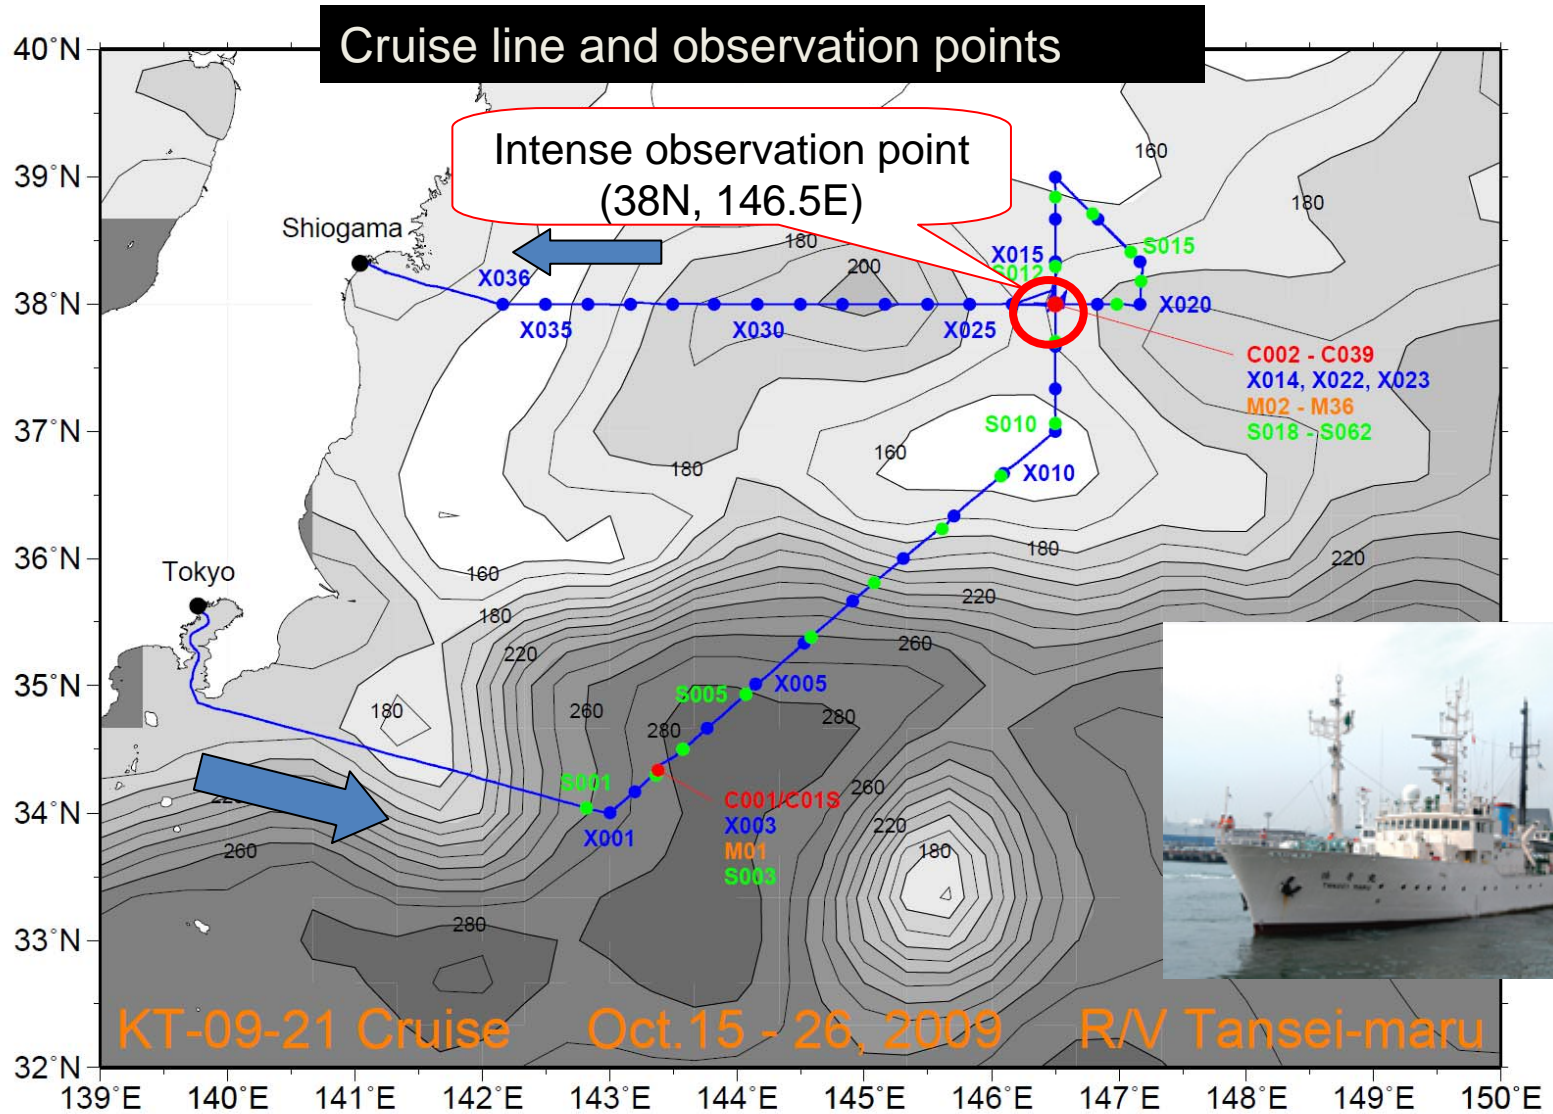 Cruise line and observation points
40°N
39°N
38°N
37°N
36°N
35°N
34°N
33°N
32°N
139°E 140°E 141°E 142°E 143°E 144°E 145°E 146°E 147°E 148°E 149°E 150°E
Intense observation point
(38N, 146.5E)
160
180
Shiogama
180
200
X015
S012
S015
X036
X035
X030
X025
X020
C002 - C039
X014, X022, X023
M02 - M36
S018 - S062
S010
160
180
X010
180
220
160
Tokyo
180
220
220
260
S005
X005
180
260
280
280
S001
X001
C001/C01S
X003
M01
S003
260
220
180
220
260
280
KT-09-21 Cruise Oct.15 - 26, 2009 R/V Tansei-maru